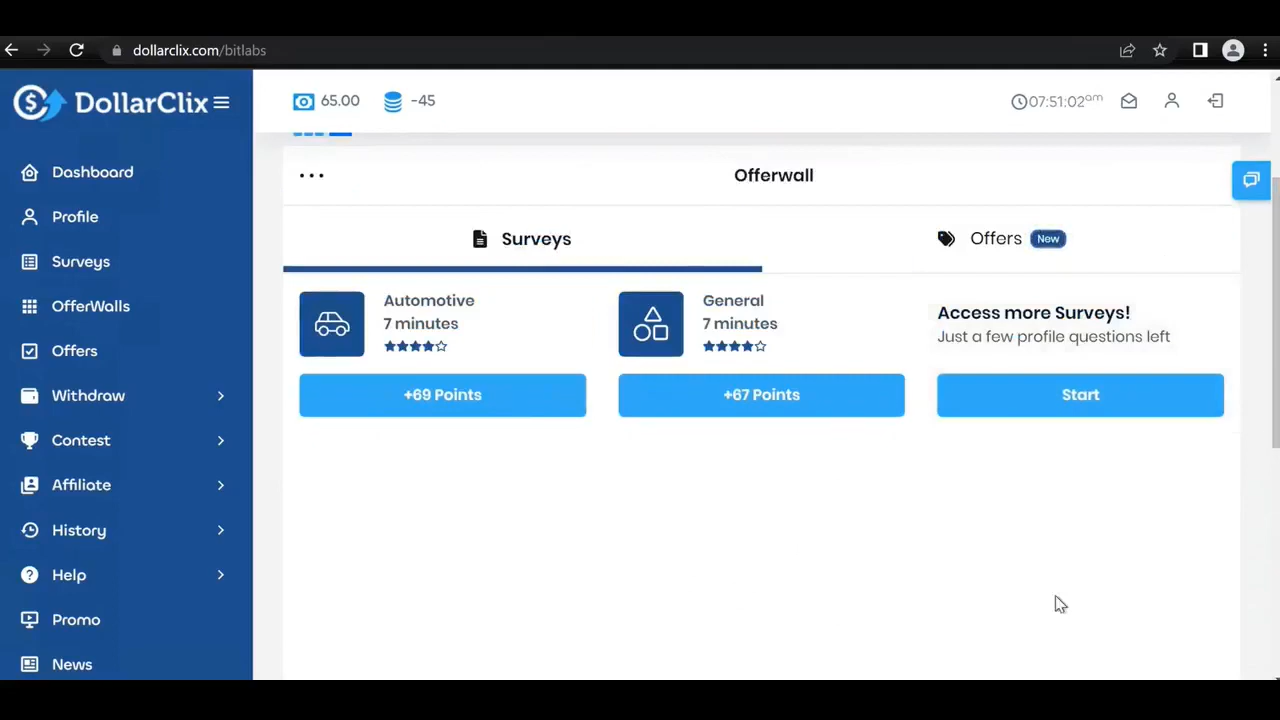 dollarclix.com/bitlabs
DollarClix
65.00
-45
07:51:02am
Dashboard
Profile
Surveys
OfferWalls
Offers
Withdraw
Contest
Affiliate
History
Help
Promo
News
Offerwall
Surveys
Offers New
Automotive
7 minutes
+69 Points
General
7 minutes
+67 Points
Access more Surveys!
Just a few profile questions left
Start